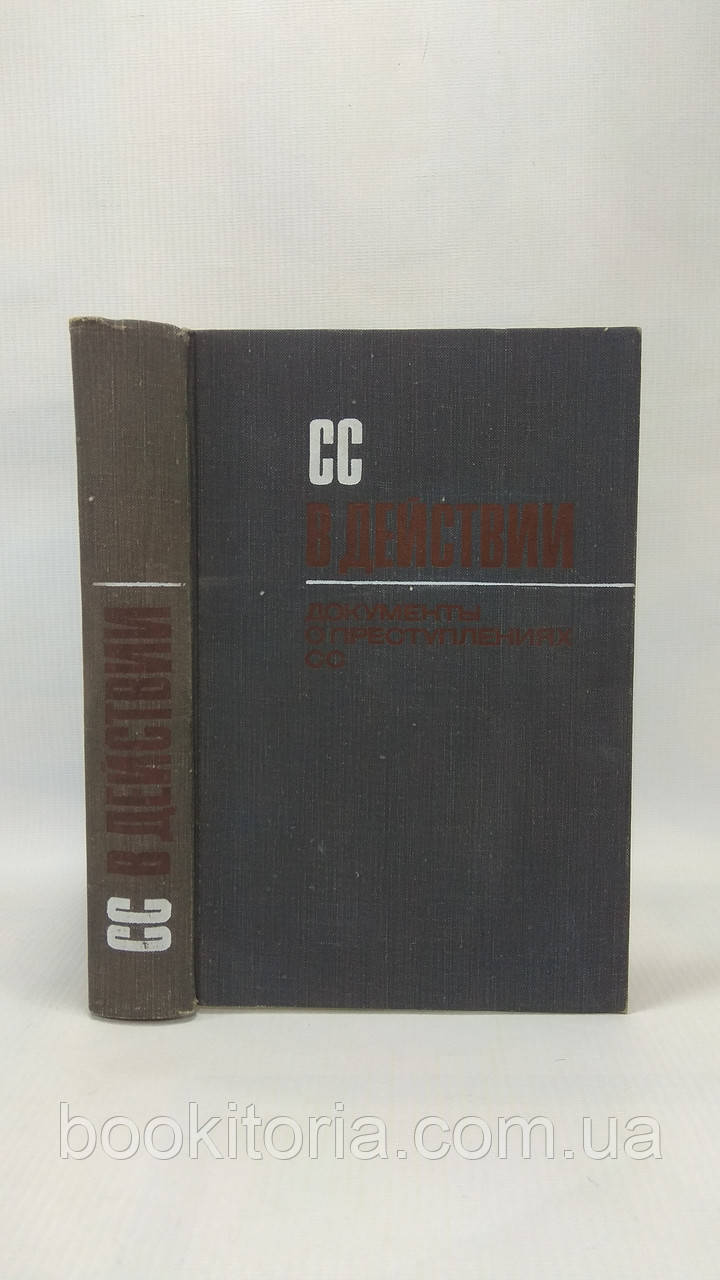 СС
В ДЕЙСТВИИ
ДОКУМЕНТЫ
О ПРЕСТУПЛЕНИЯХ
СС
СС В ДЕЙСТВИИ
bookitoria.com.ua